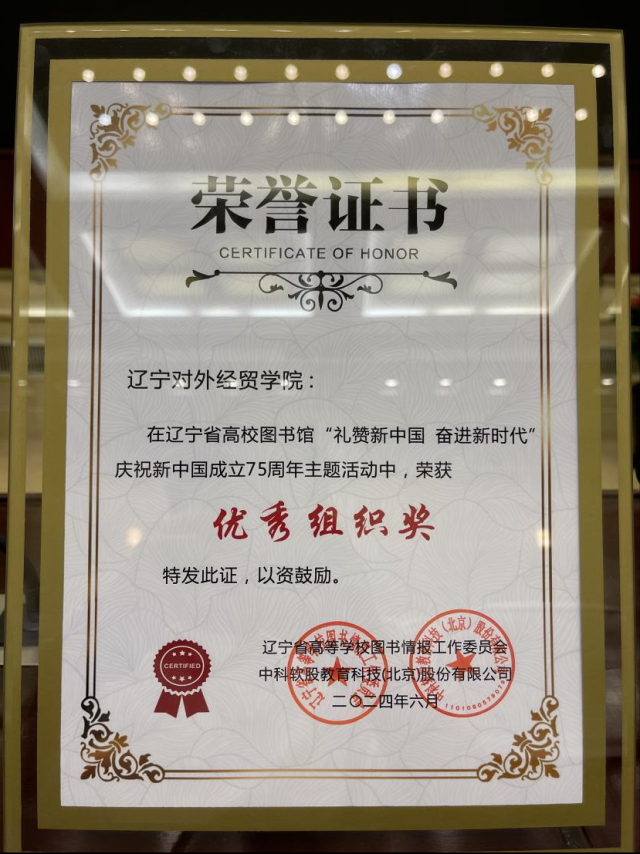 荣誉证书
CERTIFICATE OF HONOR
辽宁对外经贸学院：
在辽宁省高校图书馆“礼赞新中国 奋进新时代”
庆祝新中国成立75周年主题活动中，荣获
优秀组织奖
特发此证，以资鼓励。
CERTIFIED
辽宁省高等学校图书情报工作委员会
中科软股教育科技(北京)股份有限公司
二〇二四年六月